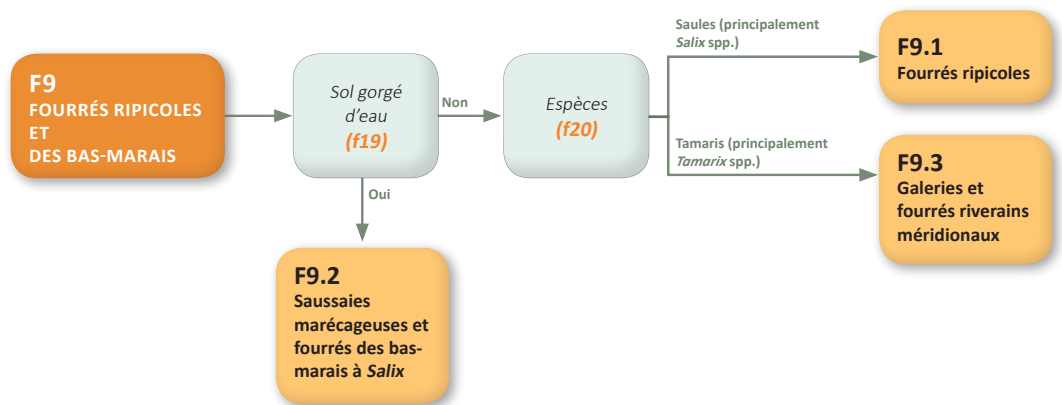 F9
FOURRÉS RIPICOLES
ET
DES BAS-MARAIS
Sol gorgé
d'eau
(f19)
Non
Oui
Espèces
(f20)
Saules (principalement
Salix spp.)
F9.1
Fourrés ripicoles
Tamaris (principalement
Tamarix spp.)
F9.3
Galeries et
fourrés riverains
méridionaux
F9.2
Saussaies
marécageuses et
fourrés des bas-
marais à Salix